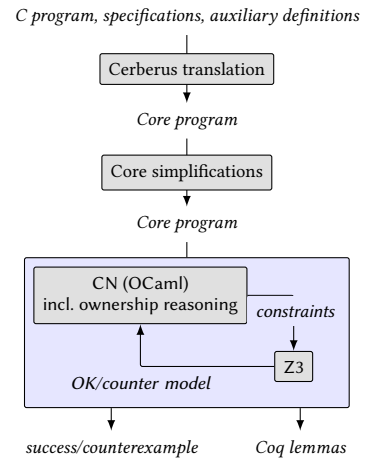 C program, specifications, auxiliary definitions
Cerberus translation
Core program
Core simplifications
Core program
CN (OCaml)
incl. ownership reasoning
constraints
Z3
OK/counter model
success/counterexample
Coq lemmas